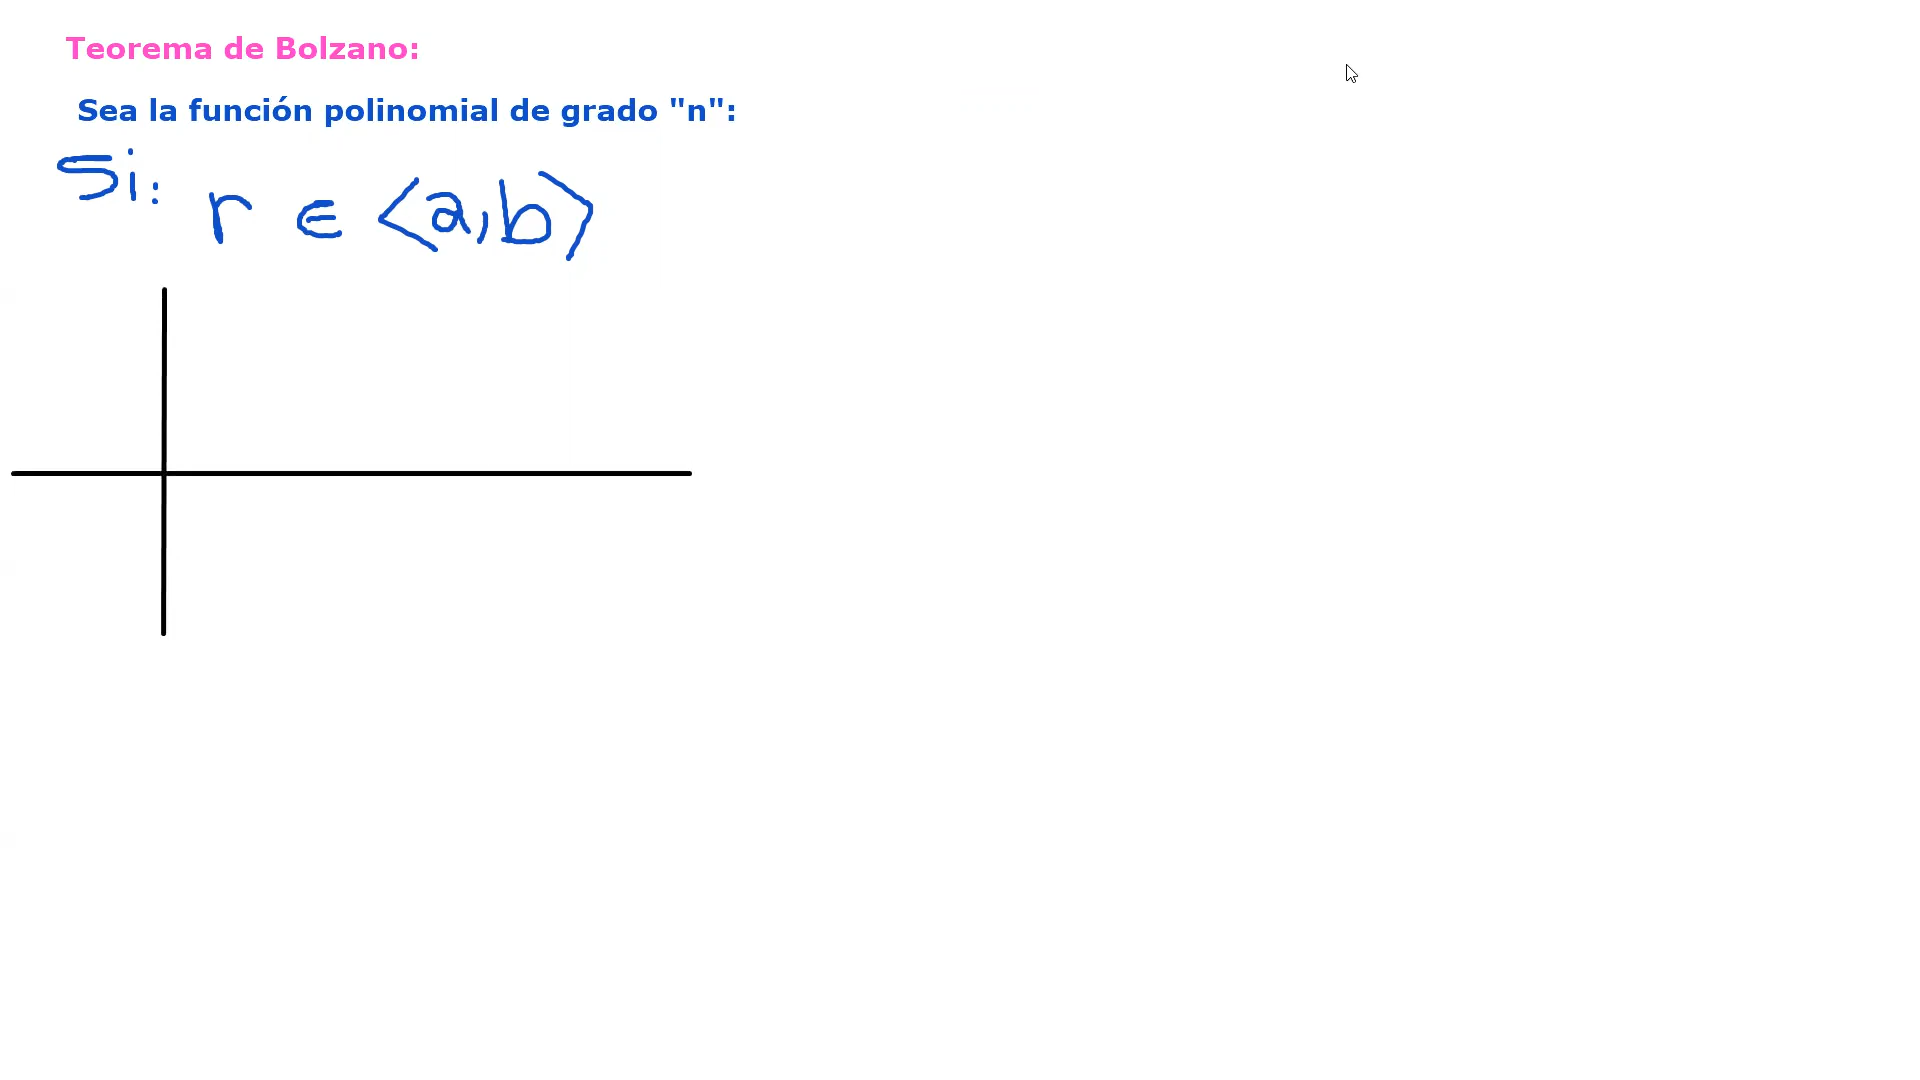 Teorema de Bolzano:
Sea la función polinomial de grado "n":
Si:
r ∈ <a,b>